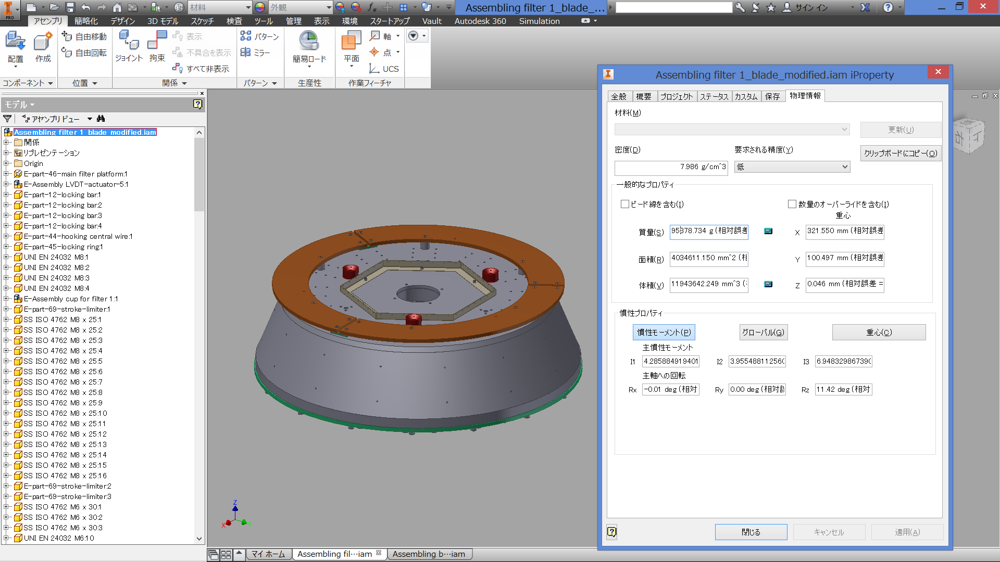 PRO
材料
外観
Assembling filter 1_blade_...
サイン イン
アセンブリ 簡略化 デザイン 3D モデル スケッチ 検査 ツール 管理 表示 環境 スタートアップ Vault Autodesk 360 Simulation
配置
作成
自由移動
自由回転
ジョイント
拘束
表示
不具合を表示
すべて非表示
パターン
ミラー
簡易ロード
平面
軸
点
UCS
コンポーネント
位置
関係
パターン
生産性
作業フィーチャ
モデル
アセンブリ ビュー
Assembling filter 1_blade_modified.iam
関係
リプレゼンテーション
Origin
E-part-46-main filter platform:1
E-Assembly LVDT-actuator-5:1
E-part-12-locking bar:1
E-part-12-locking bar:2
E-part-12-locking bar:3
E-part-12-locking bar:4
E-part-44-hooking central wire:1
E-part-45-locking ring:1
UNI EN 24032 M8:1
UNI EN 24032 M8:2
UNI EN 24032 M8:3
UNI EN 24032 M8:4
E-Assembly cup for filter 1:1
E-part-69-stroke-limiter:1
SS ISO 4762 M8 x 25:1
SS ISO 4762 M8 x 25:2
SS ISO 4762 M8 x 25:3
SS ISO 4762 M8 x 25:4
SS ISO 4762 M8 x 25:5
SS ISO 4762 M8 x 25:6
SS ISO 4762 M8 x 25:7
SS ISO 4762 M8 x 25:8
SS ISO 4762 M8 x 25:9
SS ISO 4762 M8 x 25:10
SS ISO 4762 M8 x 25:11
SS ISO 4762 M8 x 25:12
SS ISO 4762 M8 x 25:13
SS ISO 4762 M8 x 25:14
SS ISO 4762 M8 x 25:15
SS ISO 4762 M8 x 25:16
E-part-69-stroke-limiter:2
E-part-69-stroke-limiter:3
SS ISO 4762 M6 x 30:1
SS ISO 4762 M6 x 30:2
SS ISO 4762 M6 x 30:3
UNI EN 24032 M6:10
Z
X
Y
マイ ホーム
Assembling fil···iam
Assembling b···iam
Assembling filter 1_blade_modified.iam iProperty
全般 概要 プロジェクト ステータス カスタム 保存 物理情報
材料(M)
更新(U)
密度(D)
要求される精度(Y)
クリップボードにコピー(O)
7.986 g/cm^3
低
一般的なプロパティ
ビード線を含む(I)
数量のオーバーライドを含む(I)
重心
質量(S) 95378.734 g (相対誤差
X 321.550 mm (相対誤差
面積(R) 4034611.150 mm^2 (相
Y 100.497 mm (相対誤差
体積(V) 11943642.249 mm^3 (
Z 0.046 mm (相対誤差 =
慣性プロパティ
慣性モーメント(P)
グローバル(G)
重心(C)
主慣性モーメント
I1 4.285884919401
I2 3.955488112560
I3 6.948329867390
主軸への回転
Rx -0.01 deg (相対
Ry 0.00 deg (相対誤
Rz 11.42 deg (相対
閉じる
キャンセル
適用(A)